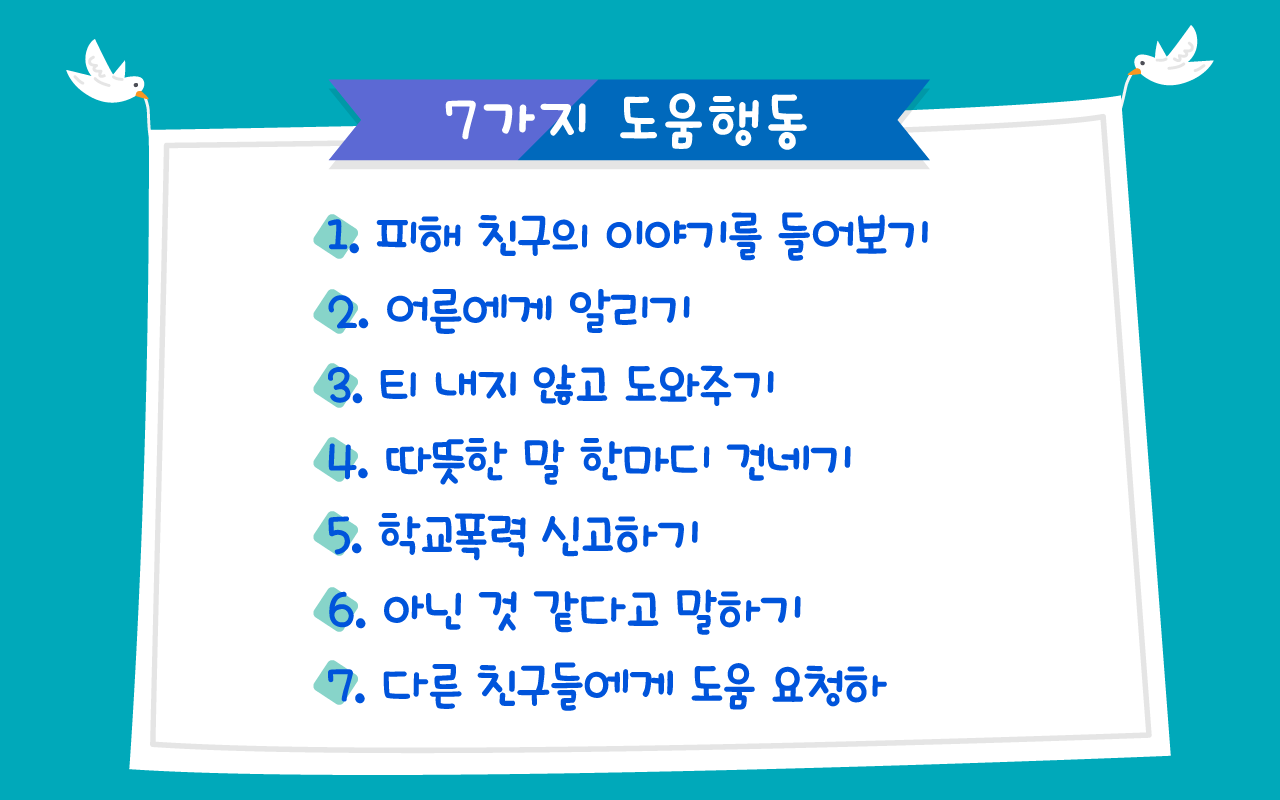 7가지 도움행동
1. 피해 친구의 이야기를 들어보기
2. 어른에게 알리기
3. 티 내지 않고 도와주기
4. 따뜻한 말 한마디 건네기
5. 학교폭력 신고하기
6. 아닌 것 같다고 말하기
7. 다른 친구들에게 도움 요청하